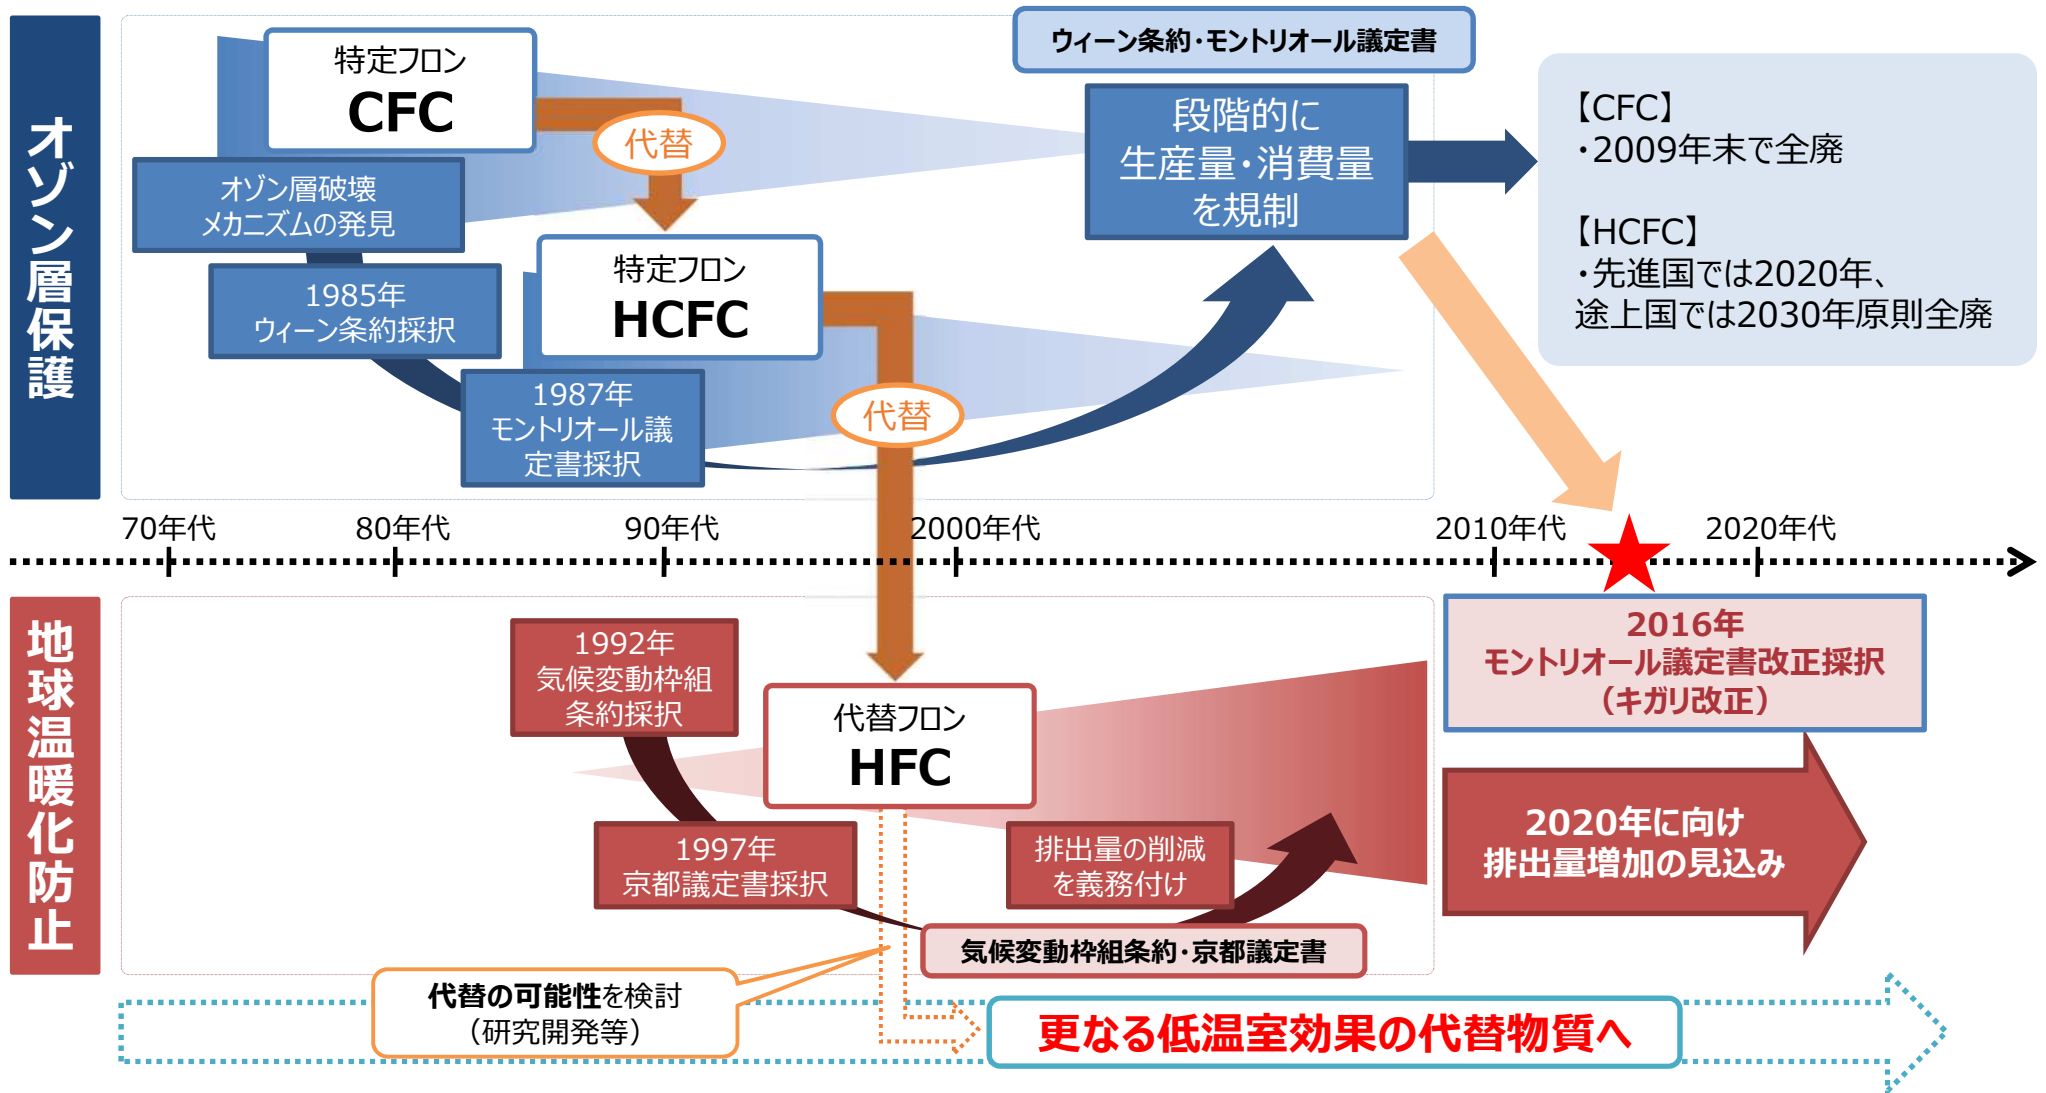 オゾン層保護
特定フロン
CFC
代替
オゾン層破壊
メカニズムの発見
1985年
ウィーン条約採択
特定フロン
HCFC
1987年
モントリオール議
定書採択
代替
ウィーン条約・モントリオール議定書
段階的に
生産量・消費量
を規制
【CFC】
・2009年末で全廃
【HCFC】
・先進国では2020年、
途上国では2030年原則全廃
70年代
80年代
90年代
2000年代
2010年代
2020年代
地球温暖化防止
1992年
気候変動枠組
条約採択
代替フロン
HFC
1997年
京都議定書採択
排出量の削減
を義務付け
気候変動枠組条約・京都議定書
2016年
モントリオール議定書改正採択
（キガリ改正）
2020年に向け
排出量増加の見込み
代替の可能性を検討
（研究開発等）
更なる低温室効果の代替物質へ